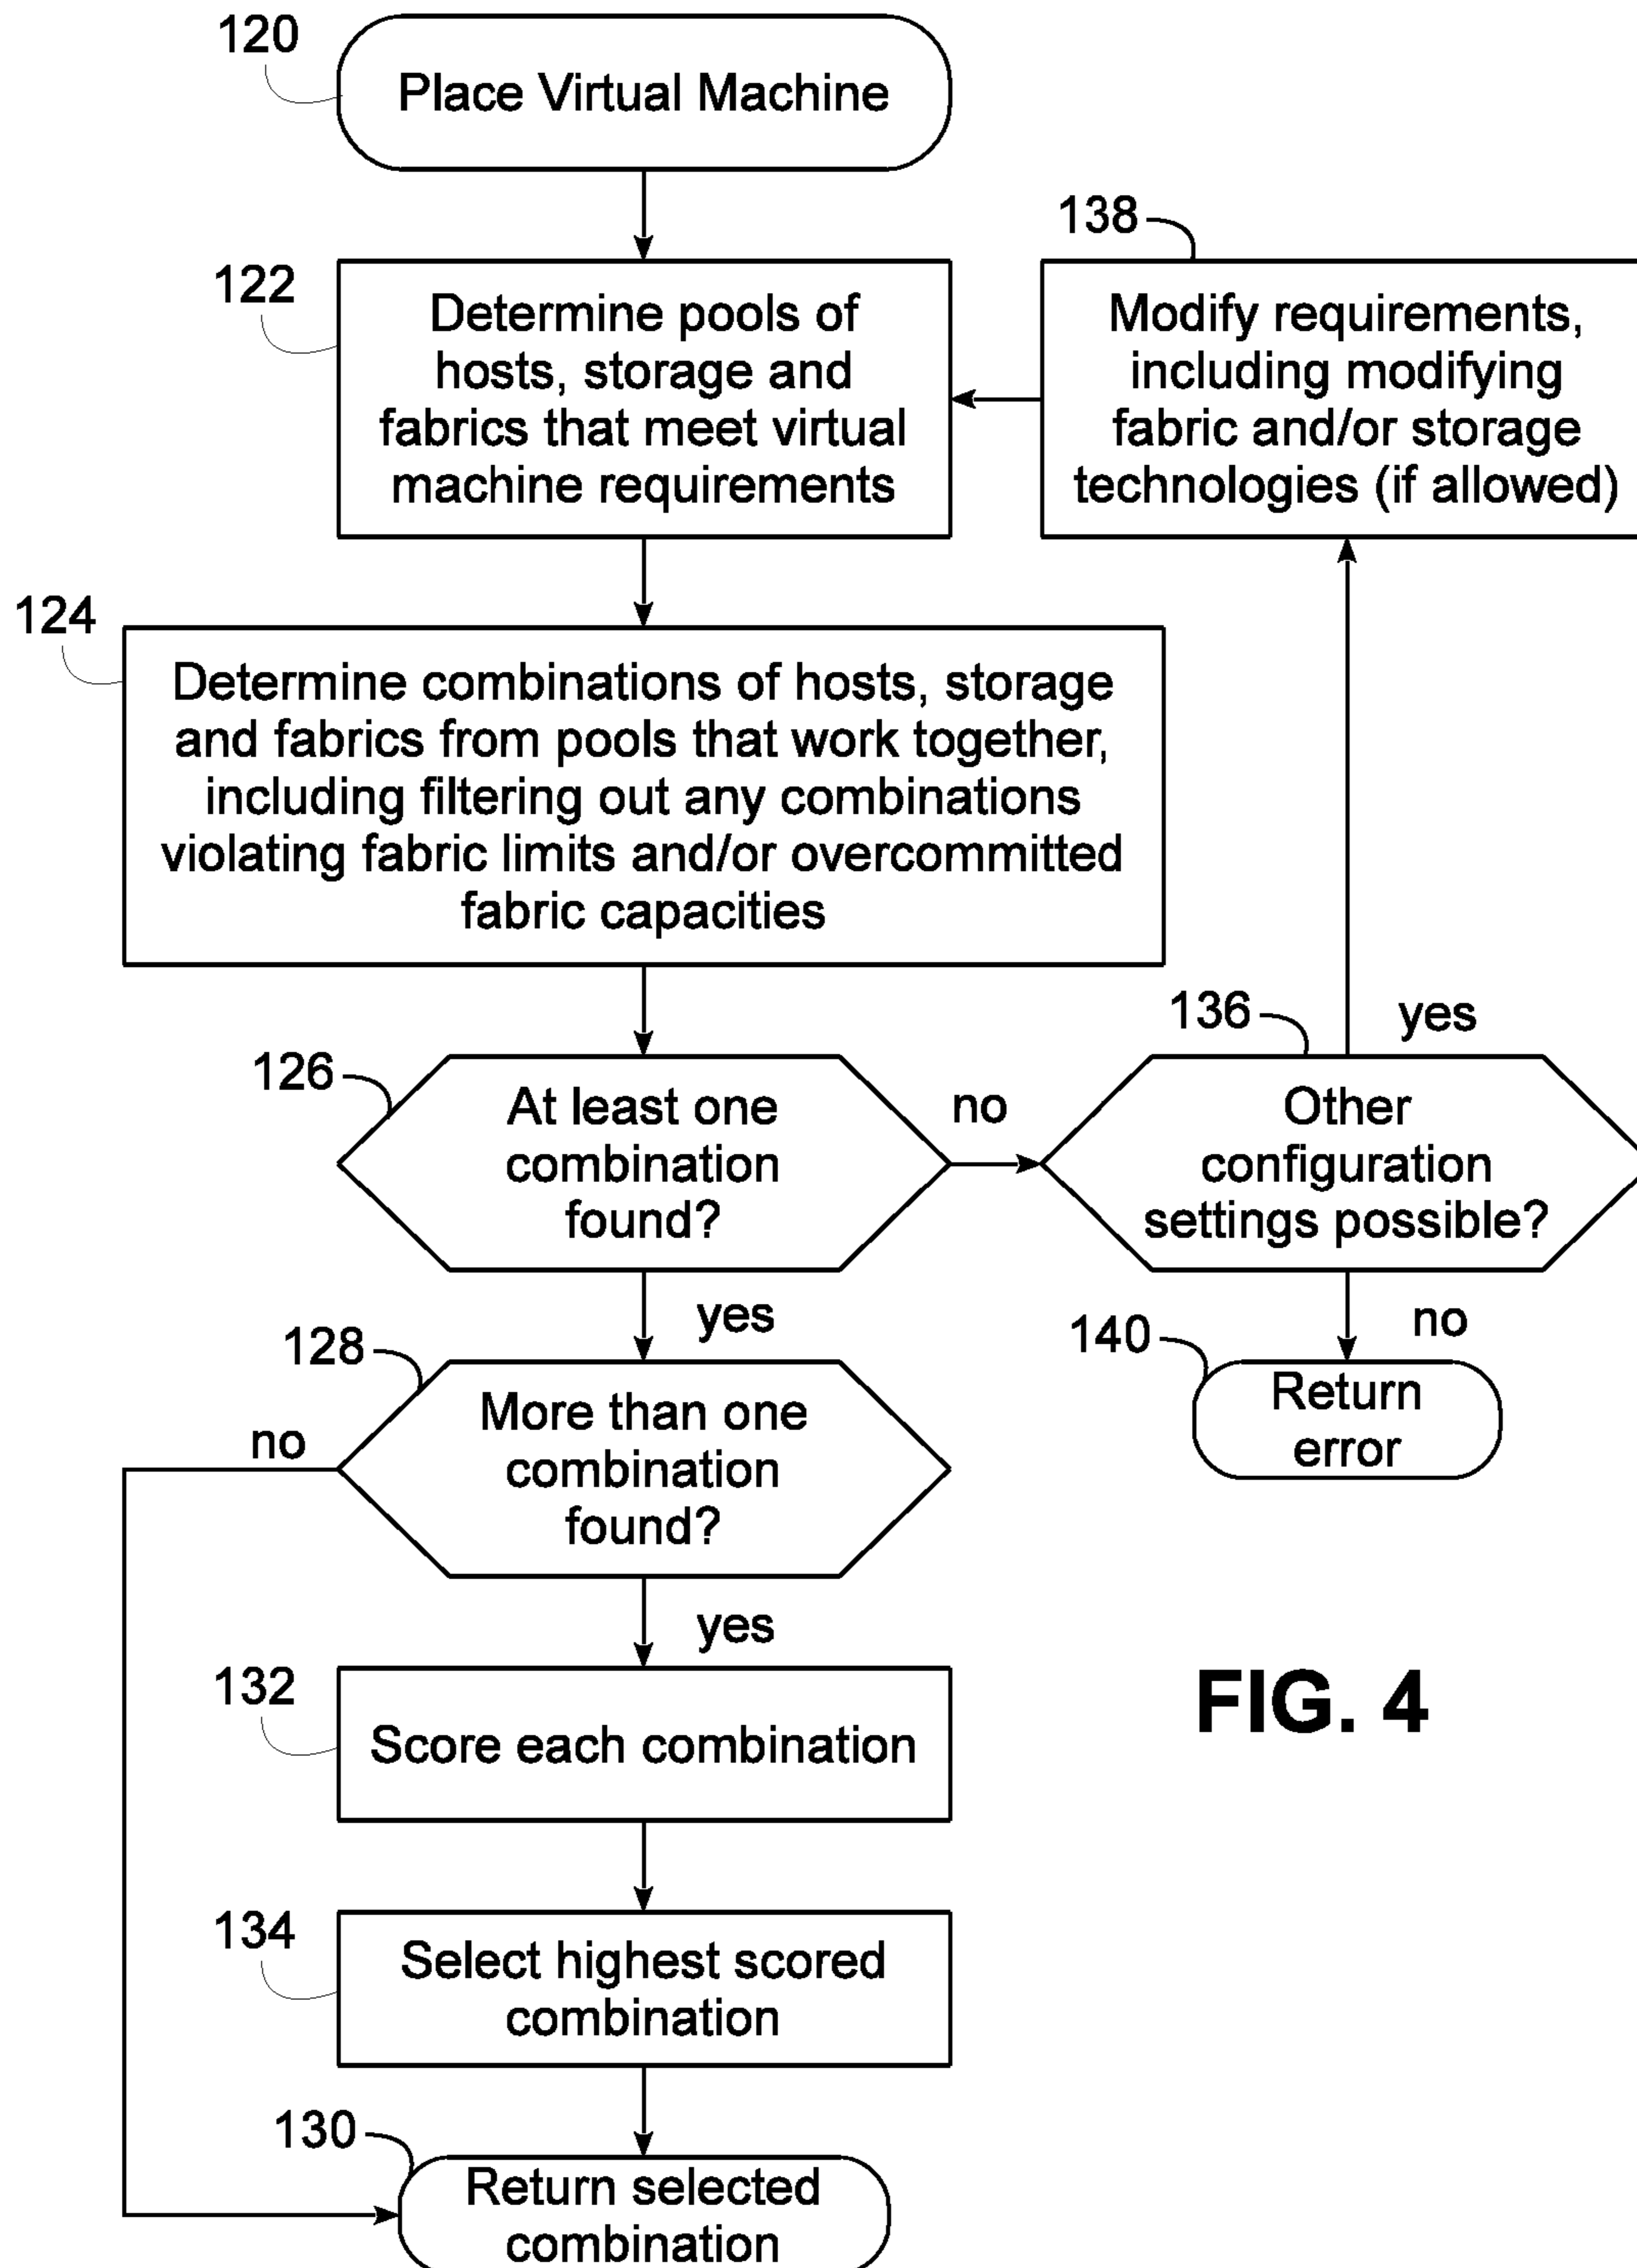 120
Place Virtual Machine
138
122
Determine pools of
hosts, storage and
fabrics that meet virtual
machine requirements
Modify requirements,
including modifying
fabric and/or storage
technologies (if allowed)
124
Determine combinations of hosts, storage
and fabrics from pools that work together,
including filtering out any combinations
violating fabric limits and/or overcommitted
fabric capacities
126
At least one
combination
found?
no
136
yes
Other
configuration
settings possible?
yes
no
128
More than one
combination
found?
no
140
Return
error
yes
132
Score each combination
FIG. 4
134
Select highest scored
combination
130
Return selected
combination